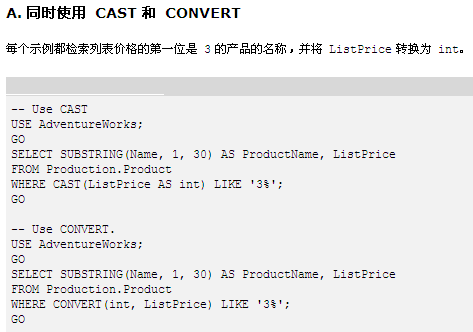 A. 同时使用 CAST 和 CONVERT
每个示例都检索列表价格的第一位是 3 的产品的名称，并将 ListPrice 转换为 int。
-- Use CAST
USE AdventureWorks;
GO
SELECT SUBSTRING(Name, 1, 30) AS ProductName, ListPrice
FROM Production.Product
WHERE CAST(ListPrice AS int) LIKE '3%';
GO
-- Use CONVERT.
USE AdventureWorks;
GO
SELECT SUBSTRING(Name, 1, 30) AS ProductName, ListPrice
FROM Production.Product
WHERE CONVERT(int, ListPrice) LIKE '3%';
GO